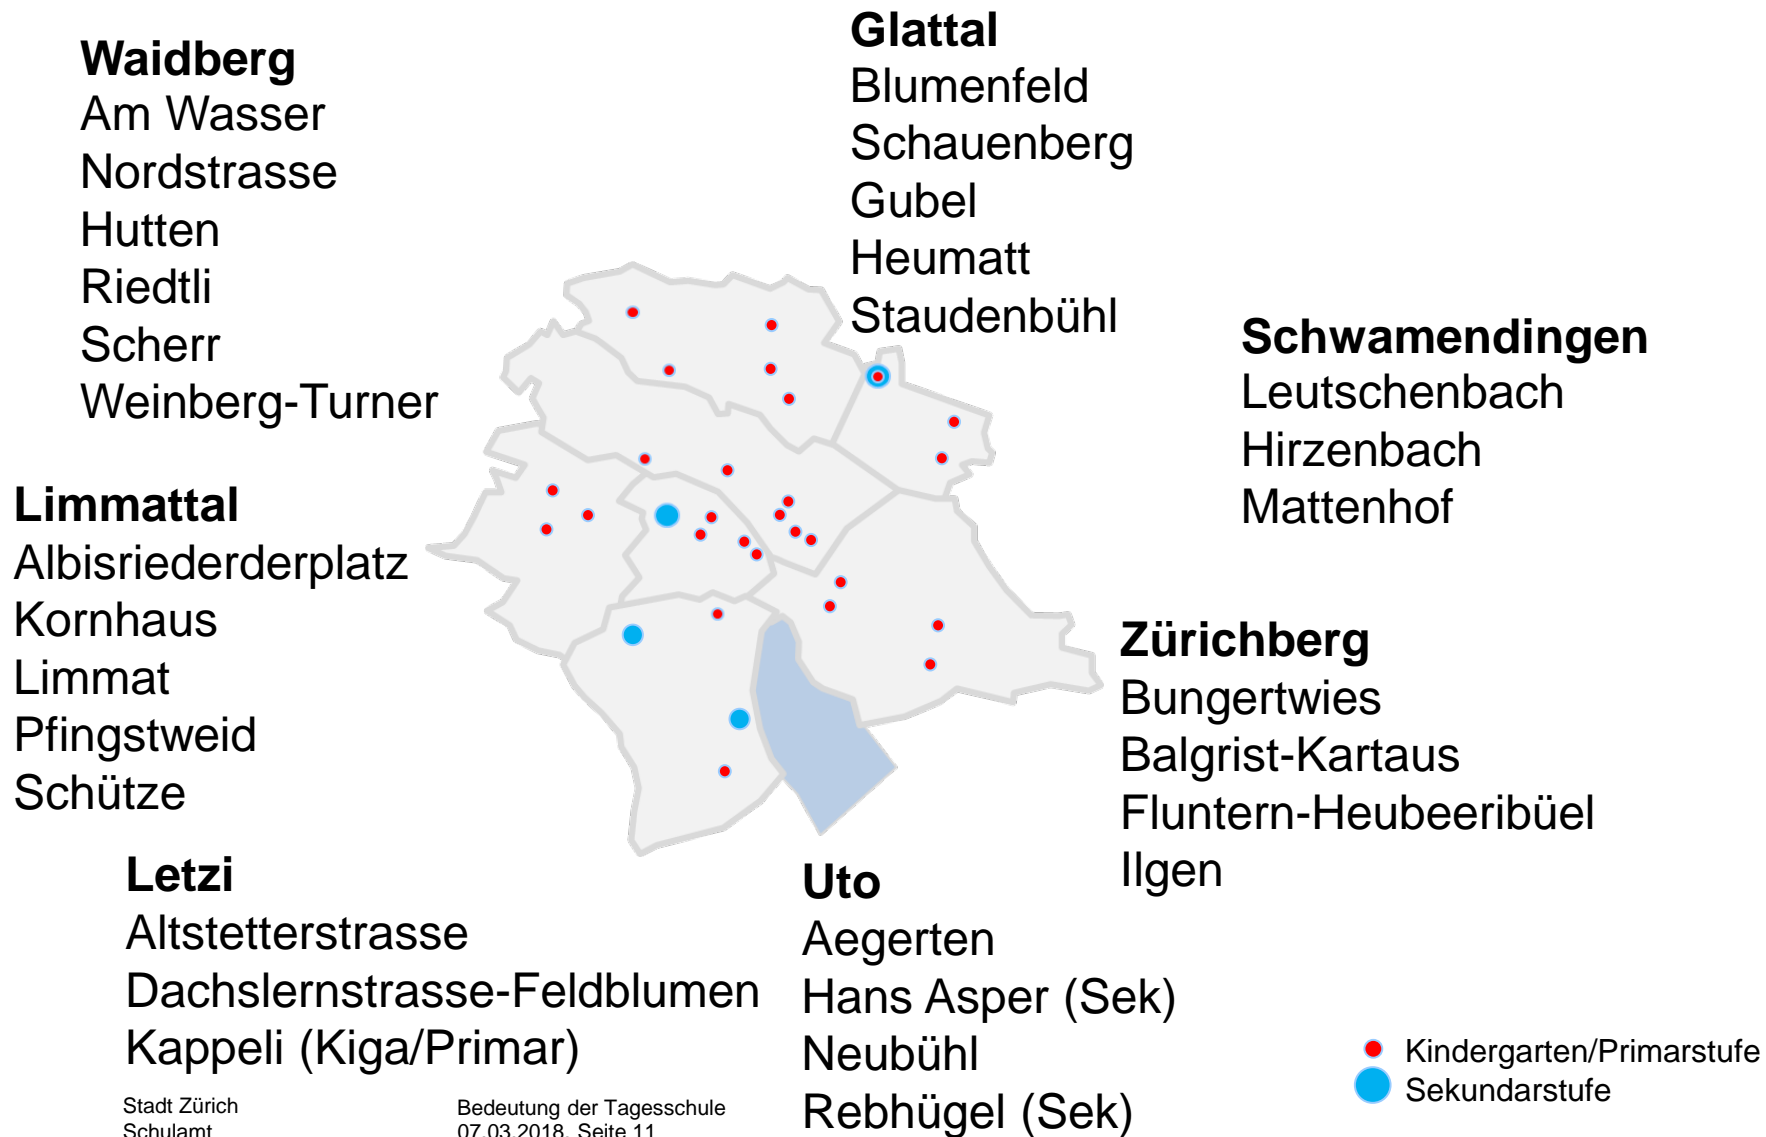 Waidberg
Am Wasser
Nordstrasse
Hutten
Riedtli
Scherr
Weinberg-Turner
Glattal
Blumenfeld
Schauenberg
Gubel
Heumatt
Staudenbühl
Schwamendingen
Leutschenbach
Hirzenbach
Mattenhof
Limmattal
Albisriederderplatz
Kornhaus
Limmat
Pfingstweid
Schütze
Zürichberg
Bungertwies
Balgrist-Kartaus
Fluntern-Heubeeribüel
Ilgen
Letzi
Altstetterstrasse
Dachslernstrasse-Feldblumen
Kappeli (Kiga/Primar)
Uto
Aegerten
Hans Asper (Sek)
Neubühl
Rebhügel (Sek)
Kindergarten/Primarstufe
Sekundarstufe
Stadt Zürich
Schulamt
Bedeutung der Tagesschule
07.03.2018, Seite 11